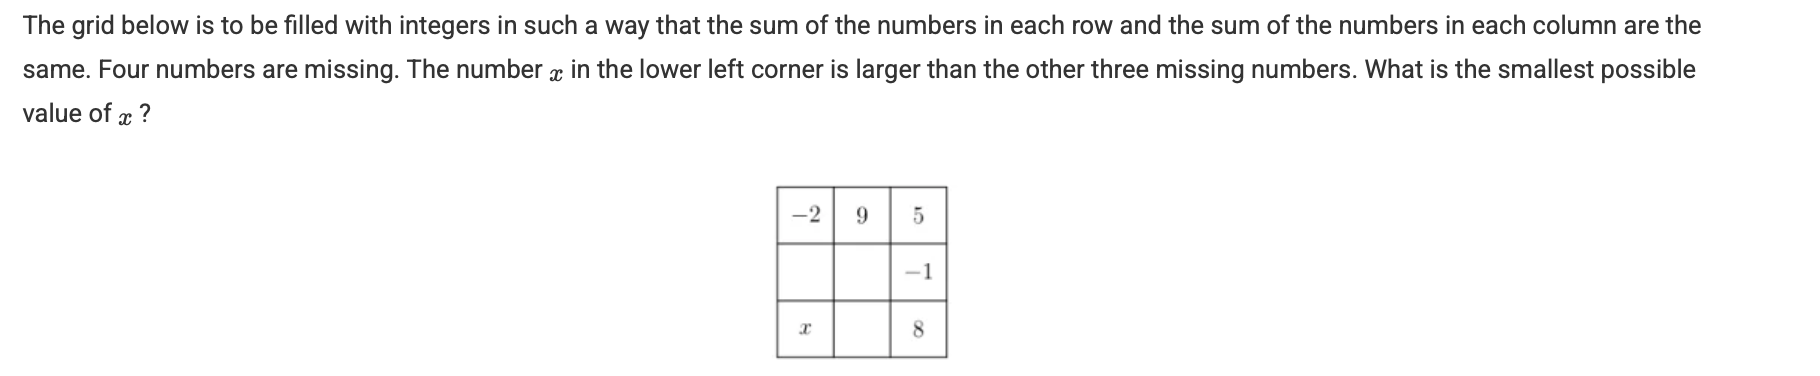 The grid below is to be filled with integers in such a way that the sum of the numbers in each row and the sum of the numbers in each column are the
same. Four numbers are missing. The number x in the lower left corner is larger than the other three missing numbers. What is the smallest possible
value of x ?
−2 9 5
−1
x 8